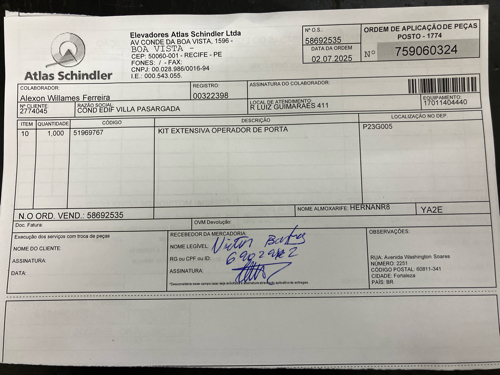 Atlas Schindler
Elevadores Atlas Schindler Ltda
AV CONDE DA BOA VISTA, 1596 -
BOA VISTA -
CEP: 50060-001 - RECIFE - PE
FONES: / - FAX:
CNPJ: 00.028.986/0016-94
I.E: 000.543.055.
Nº O.S.
58692535
DATA DA ORDEM
02.07.2025
ORDEM DE APLICAÇÃO DE PEÇAS
POSTO - 1774
Nº 759060324
COLABORADOR:
Alexon Willames Ferreira
REGISTRO:
00322398
ASSINATURA DO COLABORADOR:
Nº CLIENTE:
2774045
RAZÃO SOCIAL:
COND EDIF VILLA PASARGADA
LOCAL DE ATENDIMENTO:
R LUIZ GUIMARAES 411
EQUIPAMENTO:
17011404440
ITEM QUANTIDADE CÓDIGO: DESCRIÇÃO LOCALIZAÇÃO NO DEP.
10 1,000 51969767 KIT EXTENSIVA OPERADOR DE PORTA P23G005
N.O ORD. VEND.: 58692535
NOME ALMOXARIFE: HERNANR8
YA2E
Doc. Fatura:
OVM Devolução:
Execução dos serviços com troca de peças
NOME DO CLIENTE:
ASSINATURA:
DATA:
RECEBEDOR DA MERCADORIA:
NOME LEGÍVEL: Victor
RG ou CPF ou ID:
ASSINATURA:
OBSERVAÇÕES:
RUA: Avenida Washington Soares
NÚMERO: 2251
CÓDIGO POSTAL: 60811-341
CIDADE: Fortaleza
PAÍS: BR